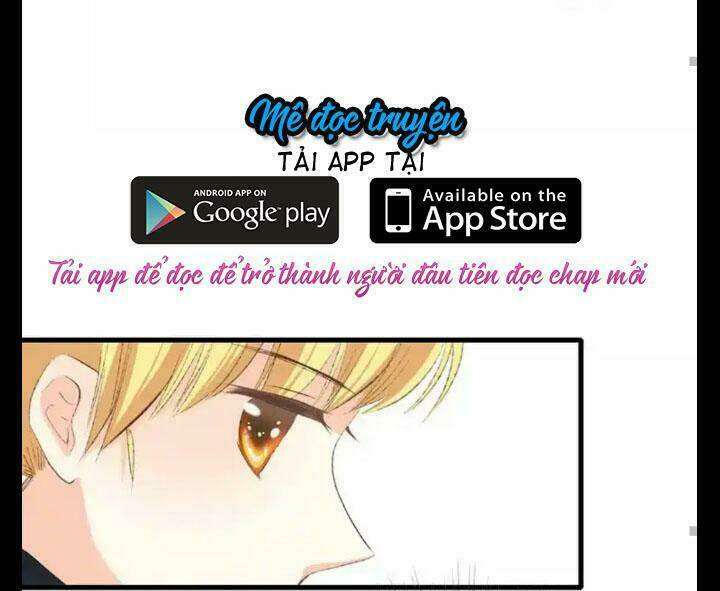 Mê đọc truyện
TẢI APP TẠI
ANDROID APP ON
Google play
Available on the
App Store
Tải app để đọc để trở thành người đâu tiên đọc chap mới